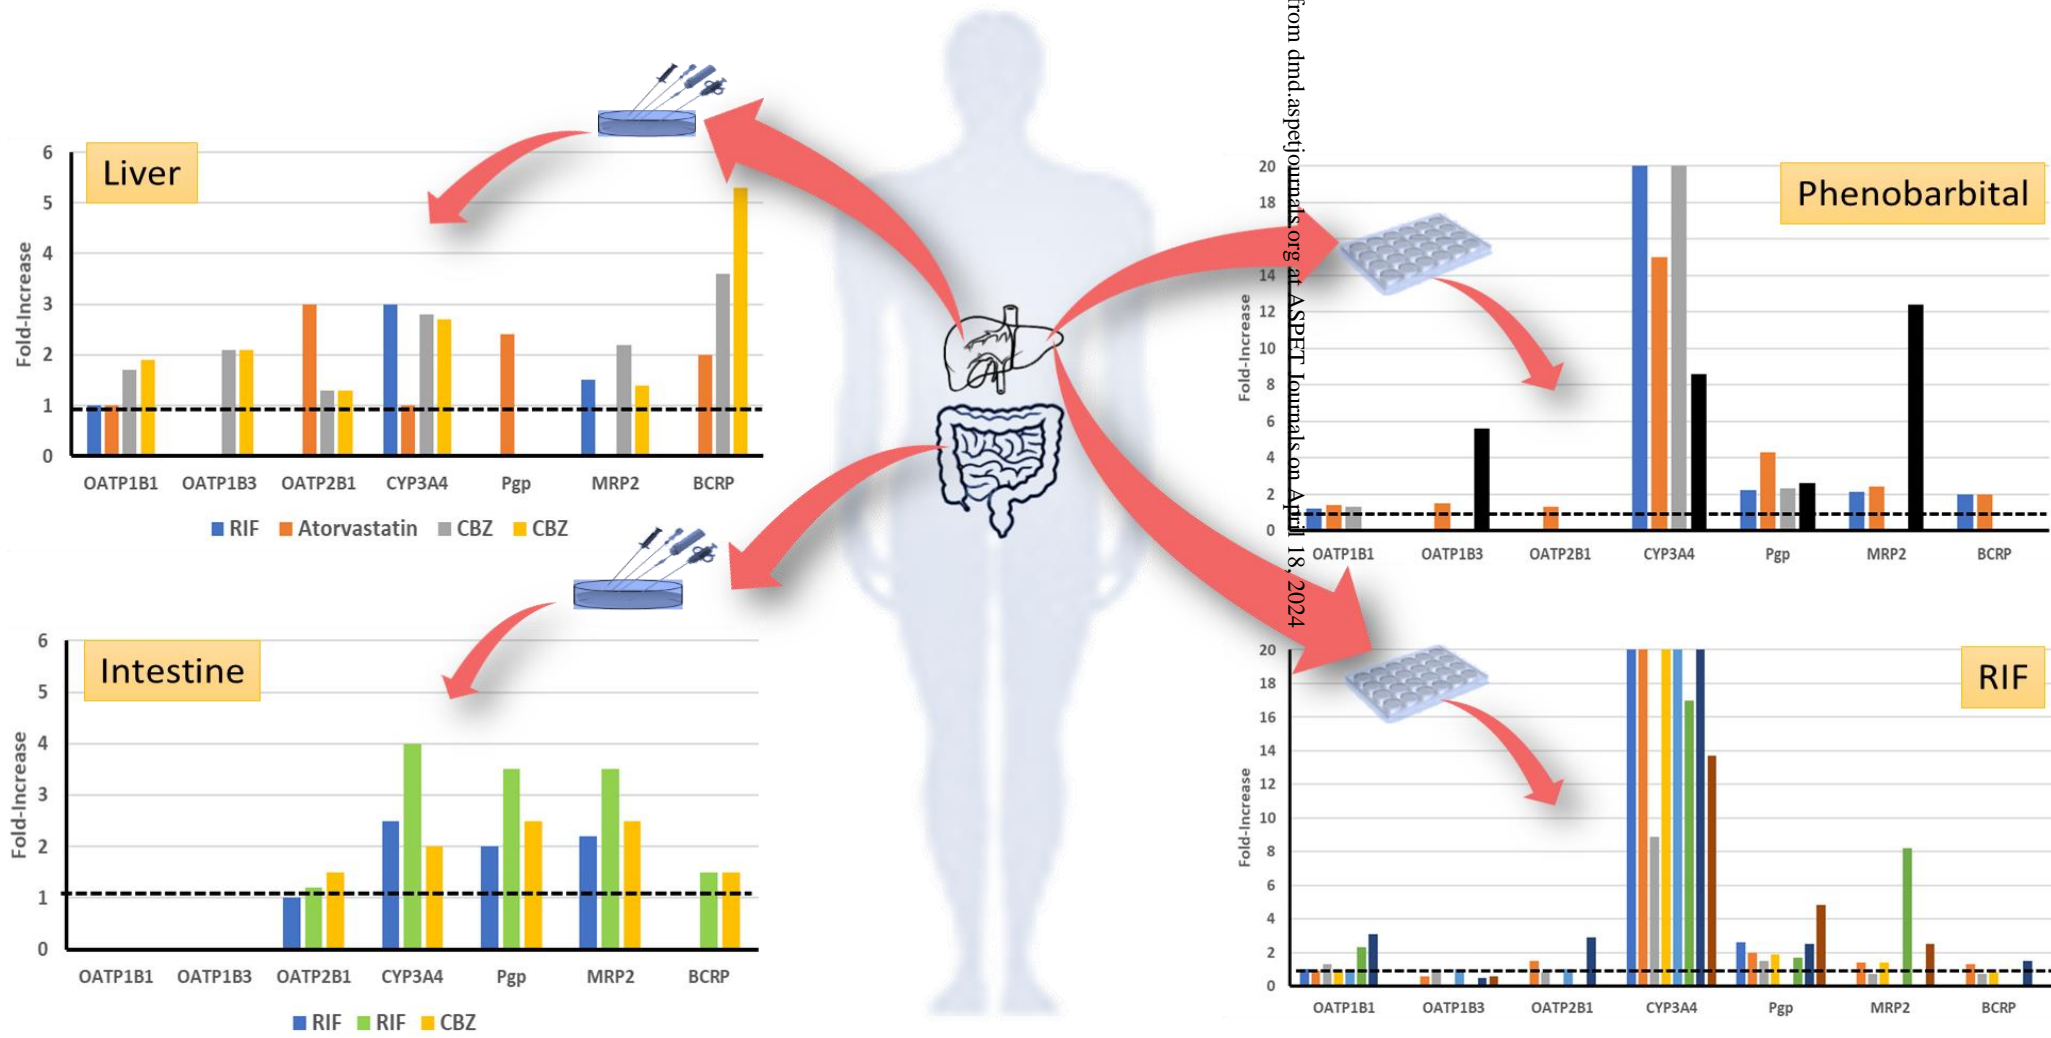 Liver
Fold-Increase
6
5
4
3
2
1
0
OATP1B1 OATP1B3 OATP2B1 CYP3A4 Pgp MRP2 BCRP
RIF Atorvastatin CBZ CBZ
Intestine
Fold-Increase
6
5
4
3
2
1
0
OATP1B1 OATP1B3 OATP2B1 CYP3A4 Pgp MRP2 BCRP
RIF RIF CBZ
from dmd.aspetjournals.org at ASPET Journals on April 18, 2024
Phenobarbital
Fold-Increase
20
18
14
12
10
8
6
4
2
0
OATP1B1 OATP1B3 OATP2B1 CYP3A4 Pgp MRP2 BCRP
RIF
Fold-Increase
20
18
16
14
12
10
8
6
4
2
0
OATP1B1 OATP1B3 OATP2B1 CYP3A4 Pgp MRP2 BCRP